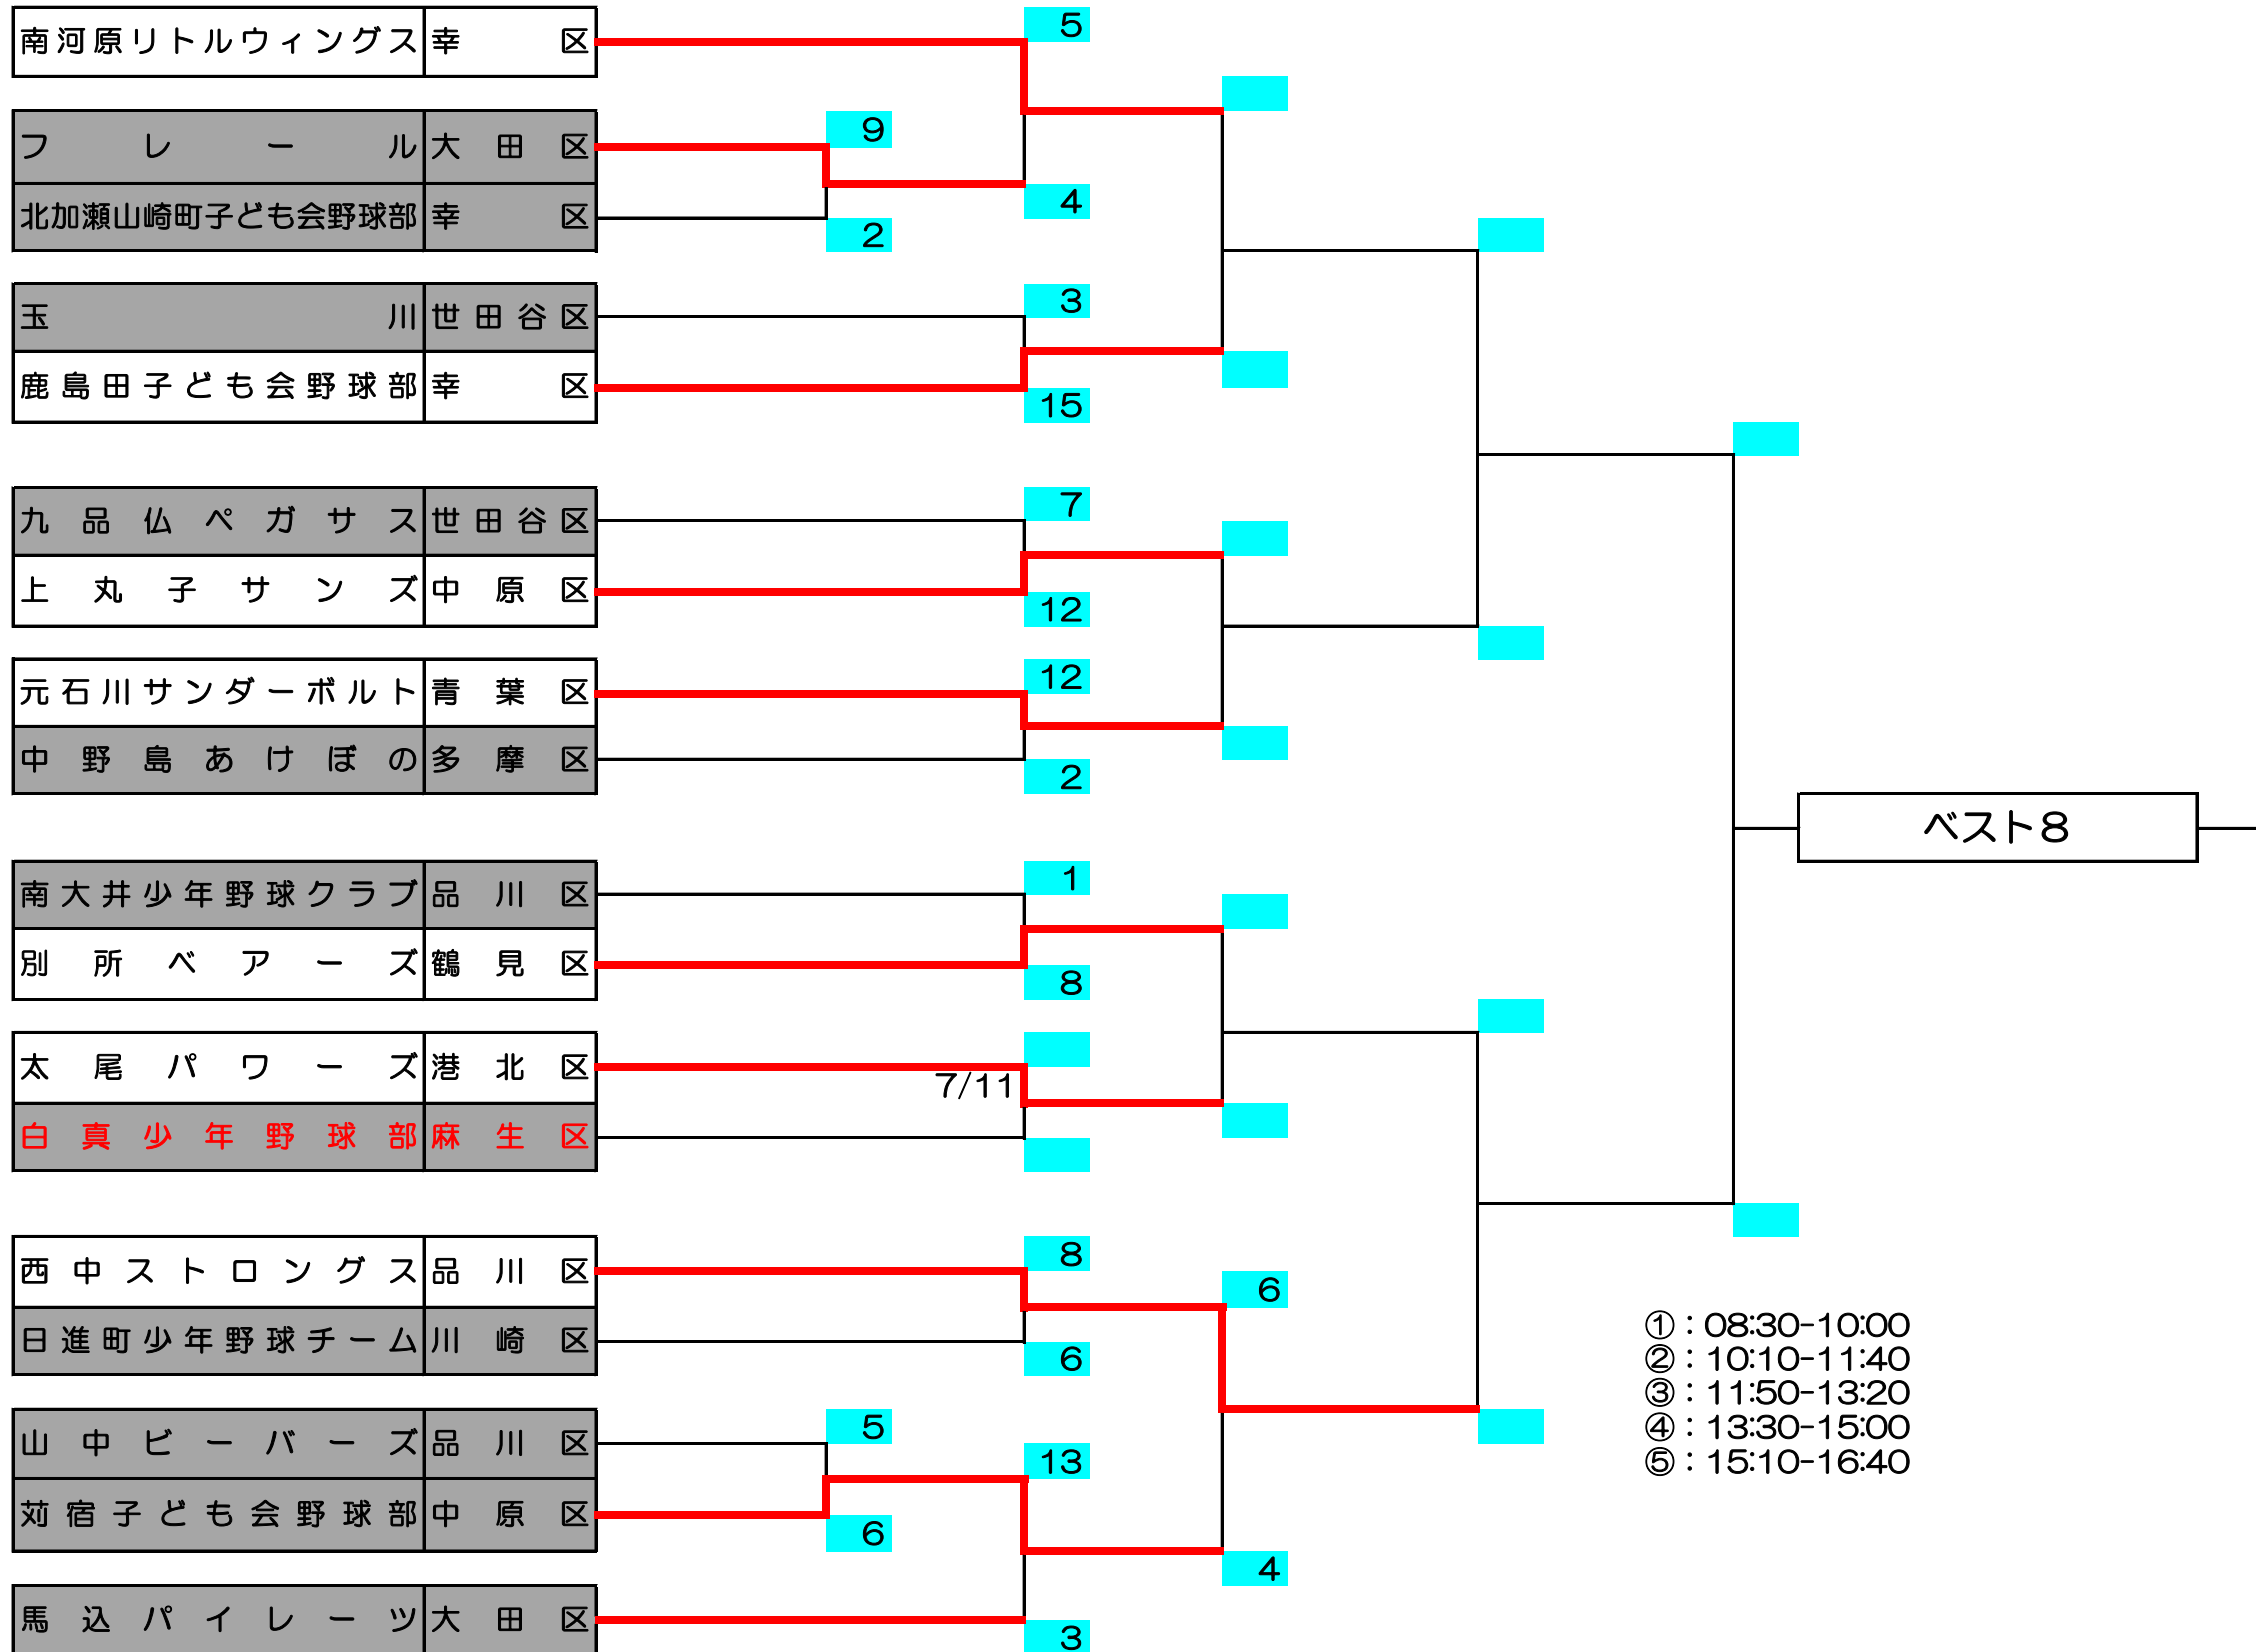 5
南河原リトルウィングス 幸区
9
フレール 大田区
4
北加瀬山崎町子ども会野球部 幸区
2
3
玉川 世田谷区
鹿島田子ども会野球部 幸区
15
7
九品仏ペガサス 世田谷区
上丸子サンズ 中原区
12
12
元石川サンダーボルト 青葉区
中野島あけぼの 多摩区
2
ベスト8
1
南大井少年野球クラブ 品川区
別所ベアーズ 鶴見区
8
太尾パワーズ 港北区
7/11
白真少年野球部 麻生区
8
西中ストロングス 品川区
6
日進町少年野球チーム 川崎区
6
①：08:30-10:00
②：10:10-11:40
③：11:50-13:20
④：13:30-15:00
⑤：15:10-16:40
5
山中ビーバーズ 品川区
13
苅宿子ども会野球部 中原区
6
4
馬込パイレーツ 大田区
3